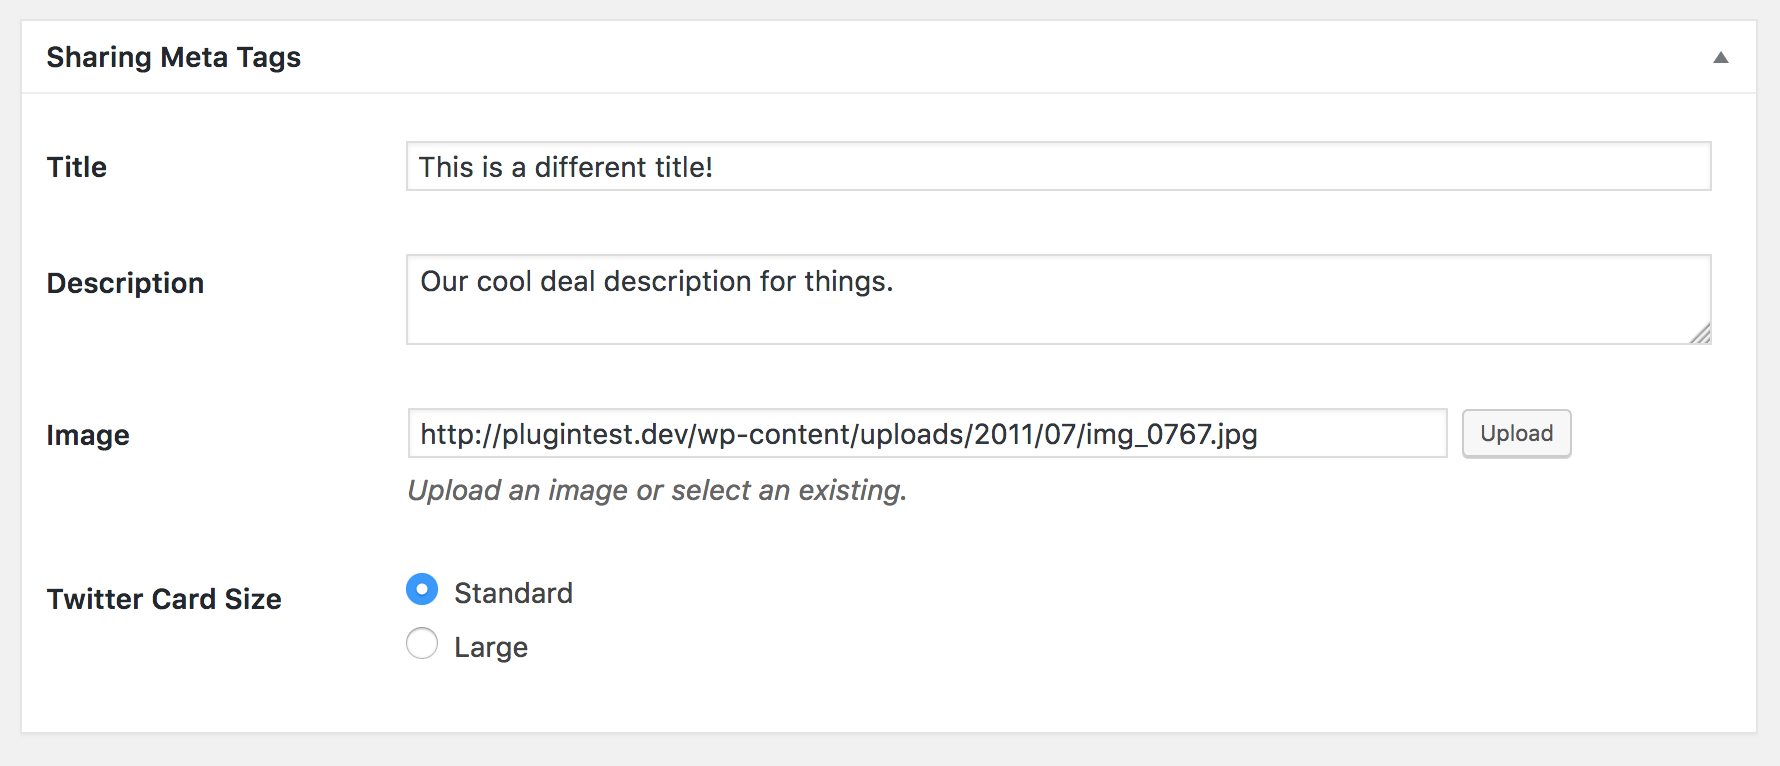 Sharing Meta Tags
Title
This is a different title!
Description
Our cool deal description for things.
Image
http://plugintest.dev/wp-content/uploads/2011/07/img_0767.jpg
Upload
Upload an image or select an existing.
Twitter Card Size
Standard
Large